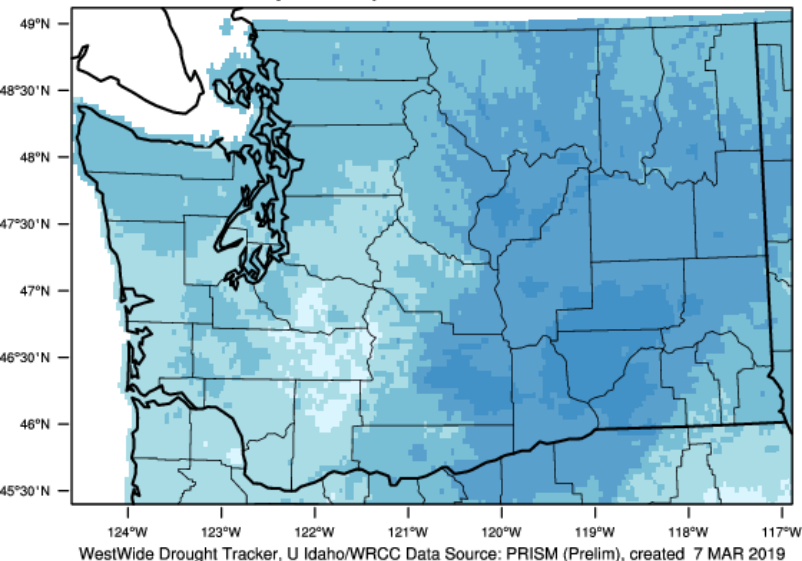 49°N
48°30'N
48°N
47°30'N
47°N
46°30'N
46°N
45°30'N
124°W 123°W 122°W 121°W 120°W 119°W 118°W 117°W
WestWide Drought Tracker, U Idaho/WRCC Data Source: PRISM (Prelim), created 7 MAR 2019